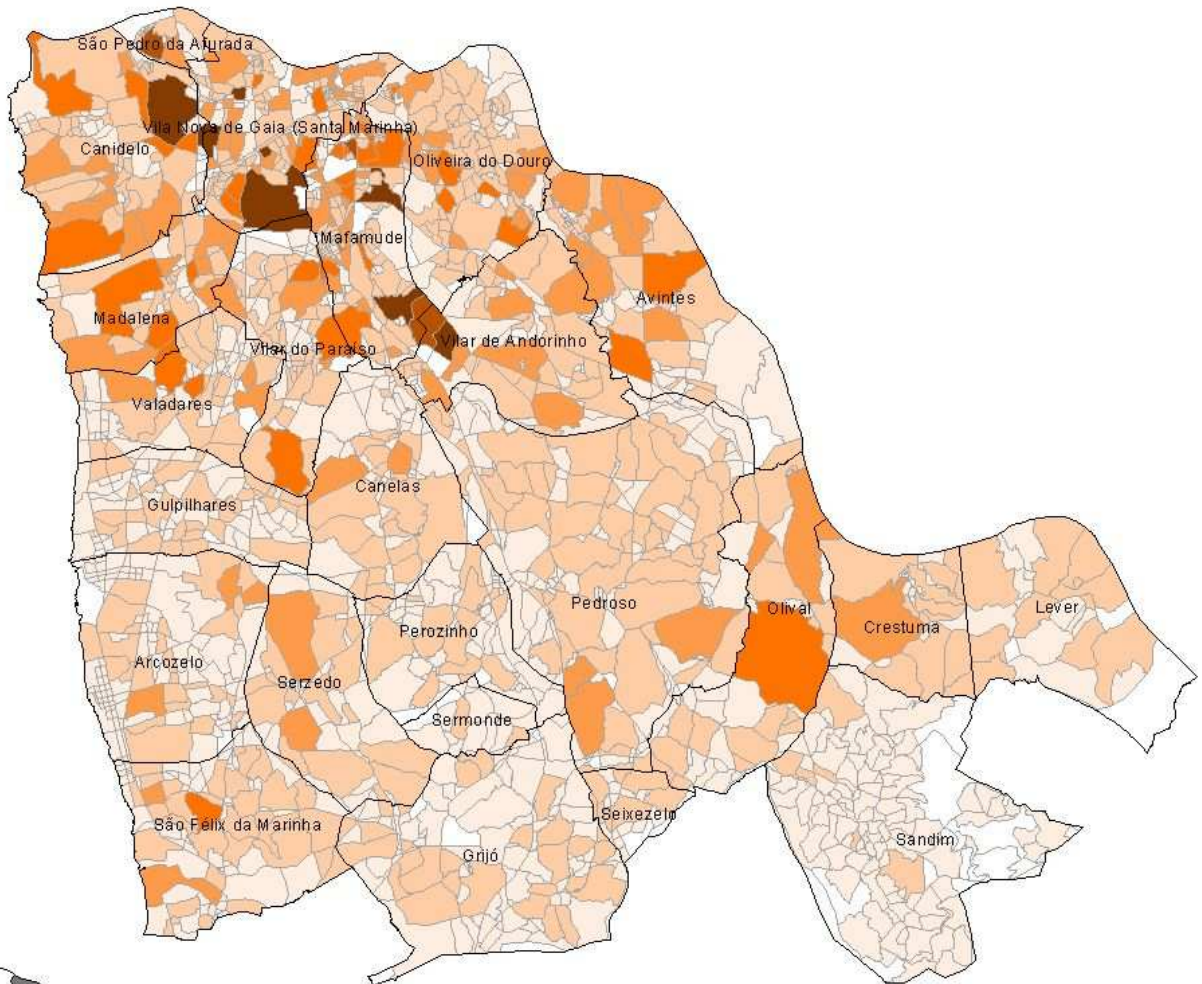 São Pedro da Afurada
Vila Nova de Gaia (Santa Marinha)
Canidelo
Oliveira do Douro
Mafamude
Avintes
Madalena
Vilar do Paraíso
Vilar de Andorinho
Valadares
Canelas
Gulpilhares
Pedroso
Olival
Lever
Crestuma
Perozinho
Arcozelo
Serzedo
Sermonde
Seixezelo
São Félix da Marinha
Sandim
Grijó